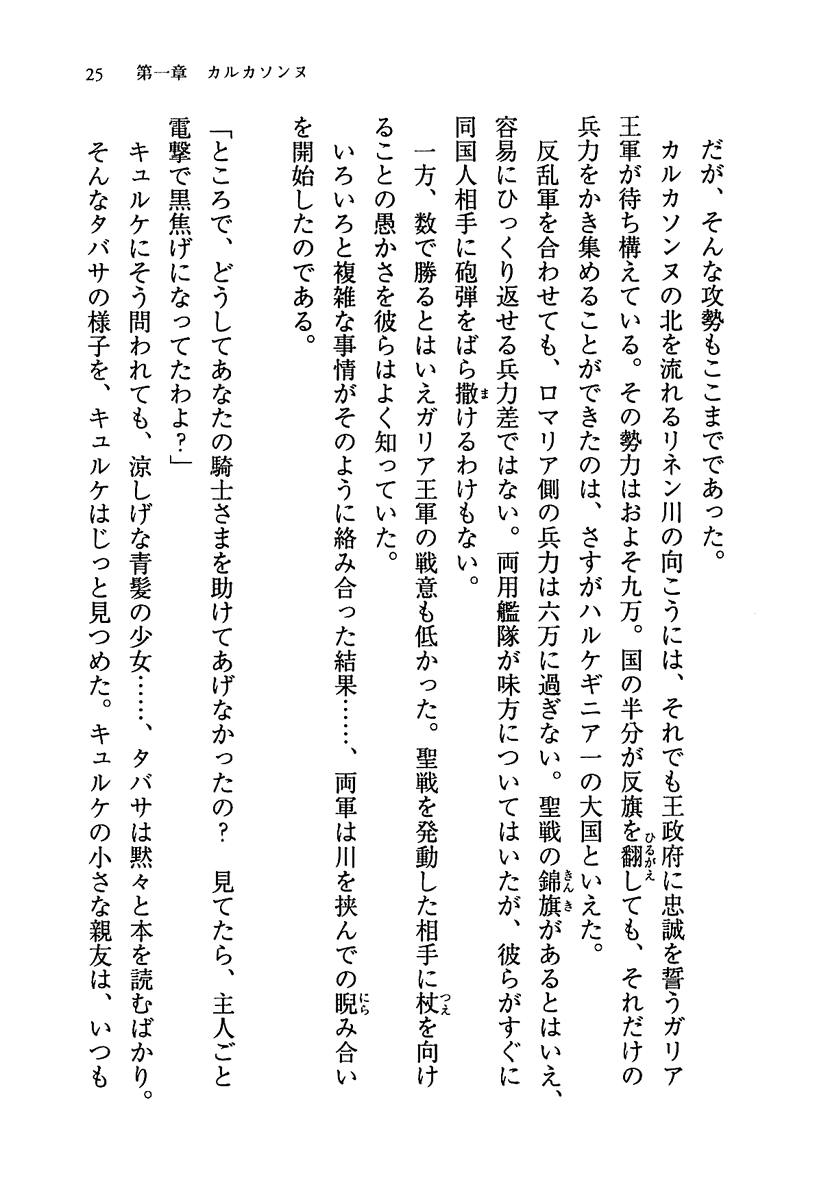 25　第一章　カルカソンヌ
だが、そんな攻勢もここまでであった。
カルカソンヌの北を流れるリネン川の向こうには、それでも王政府に忠誠を誓うガリア
王軍が待ち構えている。その勢力はおよそ九万。国の半分が反旗を翻しても、それだけの
兵力をかき集めることができたのは、さすがハルケギニア一の大国といえた。
反乱軍を合わせても、ロマリア側の兵力は六万に過ぎない。聖戦の錦旗があるとはいえ、
容易にひっくり返せる兵力差ではない。両用艦隊が味方についてはいたが、彼らがすぐに
同国人相手に砲弾をばら撒けるわけもない。
一方、数で勝るとはいえガリア王軍の戦意も低かった。聖戦を発動した相手に杖を向け
ることの愚かさを彼らはよく知っていた。
いろいろと複雑な事情がそのように絡み合った結果……、両軍は川を挟んでの睨み合い
を開始したのである。
「ところで、どうしてあなたの騎士さまを助けてあげなかったの？　見てたら、主人ごと
電撃で黒焦げになってたわよ？」
キュルケにそう問われても、涼しげな青髪の少女……、タバサは黙々と本を読むばかり。
そんなタバサの様子を、キュルケはじっと見つめた。キュルケの小さな親友は、いつも